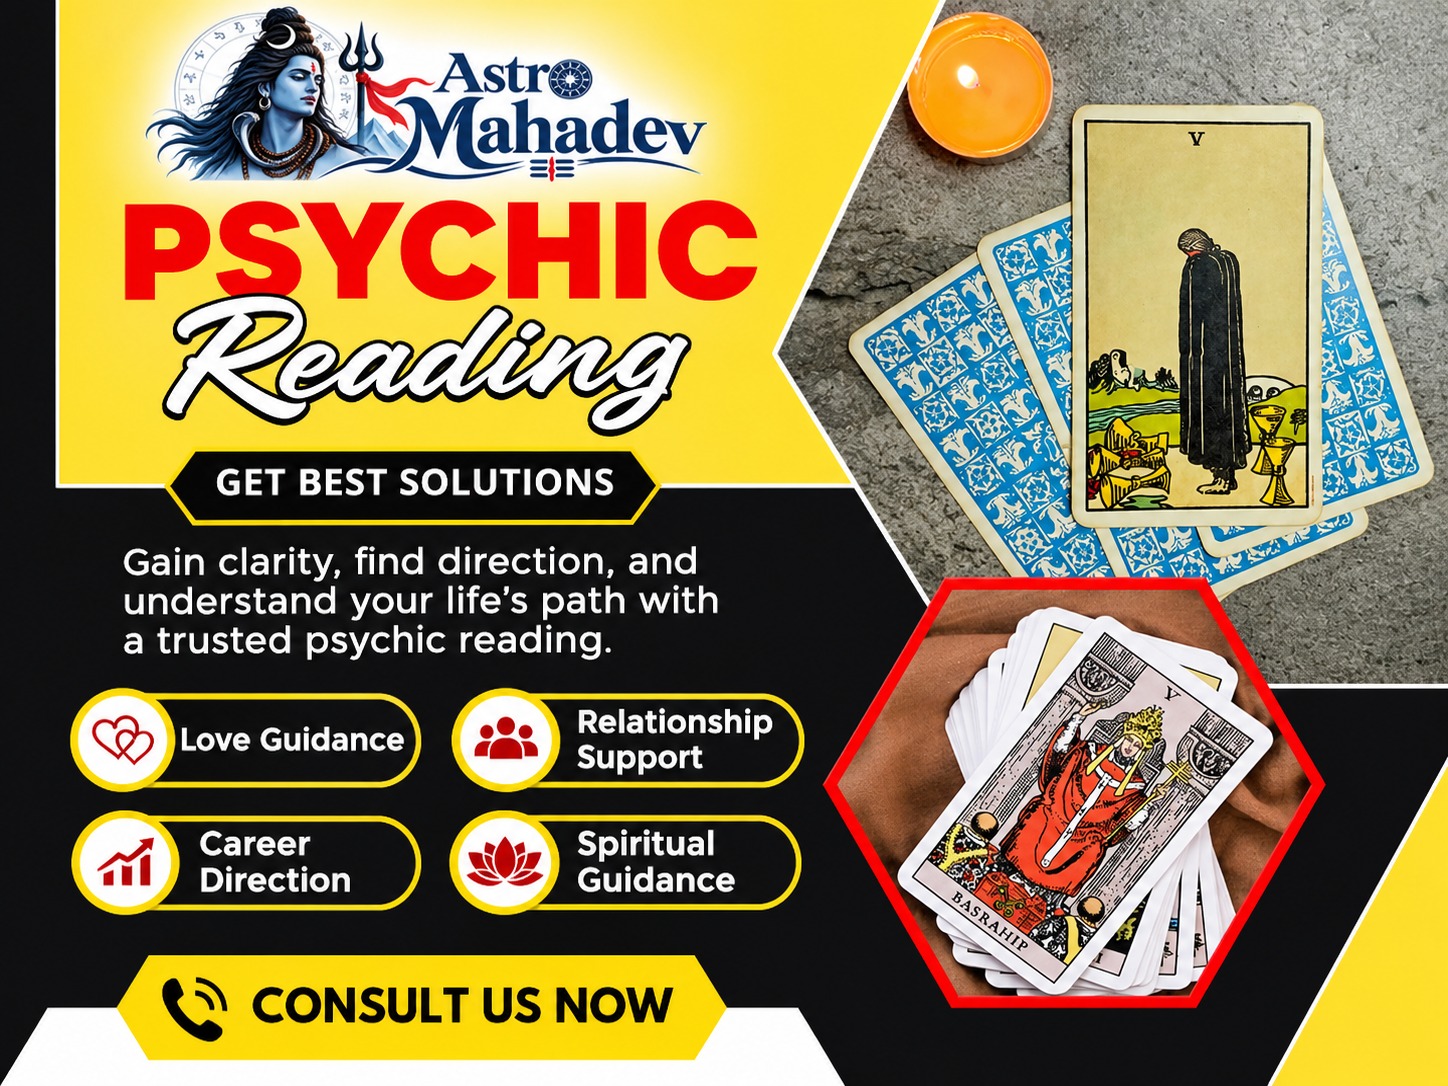 Astro
Mahadev
PSYCHIC
Reading
GET BEST SOLUTIONS
Gain clarity, find direction, and
understand your life's path with
a trusted psychic reading.
Love Guidance
Relationship
Support
Career
Direction
Spiritual
Guidance
CONSULT US NOW
V
V
BASRAHIP